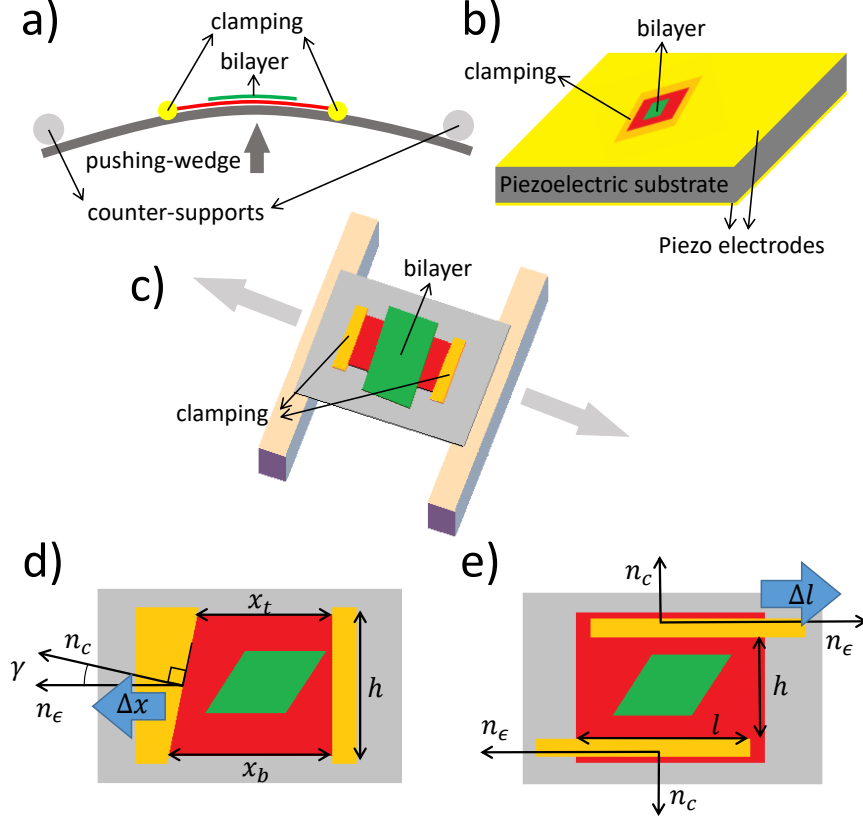 a)
clamping
bilayer
pushing-wedge
counter-supports
b)
bilayer
clamping
Piezoelectric substrate
Piezo electrodes
c)
bilayer
clamping
d)
x_t
n_c
γ
n_ϵ
Δx
h
x_b
e)
n_c
Δl
n_ϵ
h
n_ϵ
l
n_c